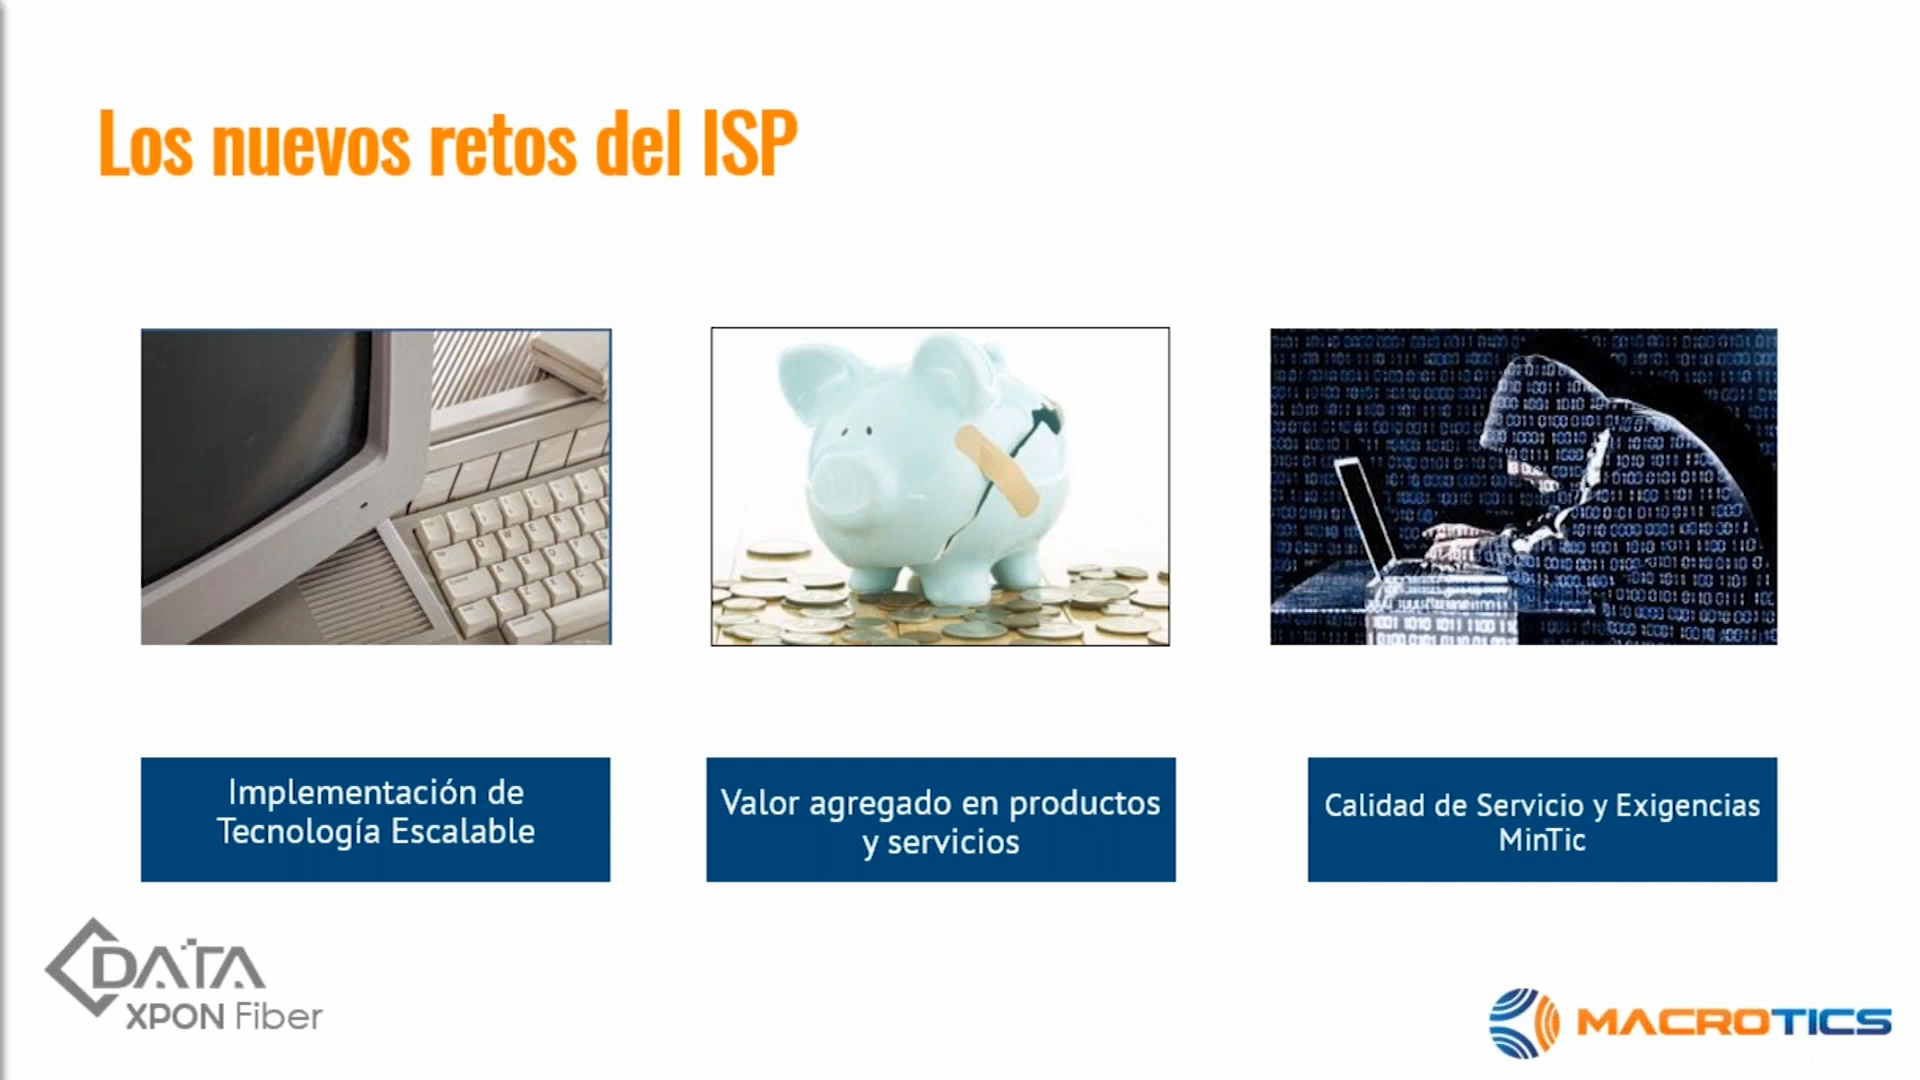 Los nuevos retos del ISP
Implementación de
Tecnología Escalable
Valor agregado en productos
y servicios
Calidad de Servicio y Exigencias
MinTic
CDATA
XPON Fiber
MACROTICS